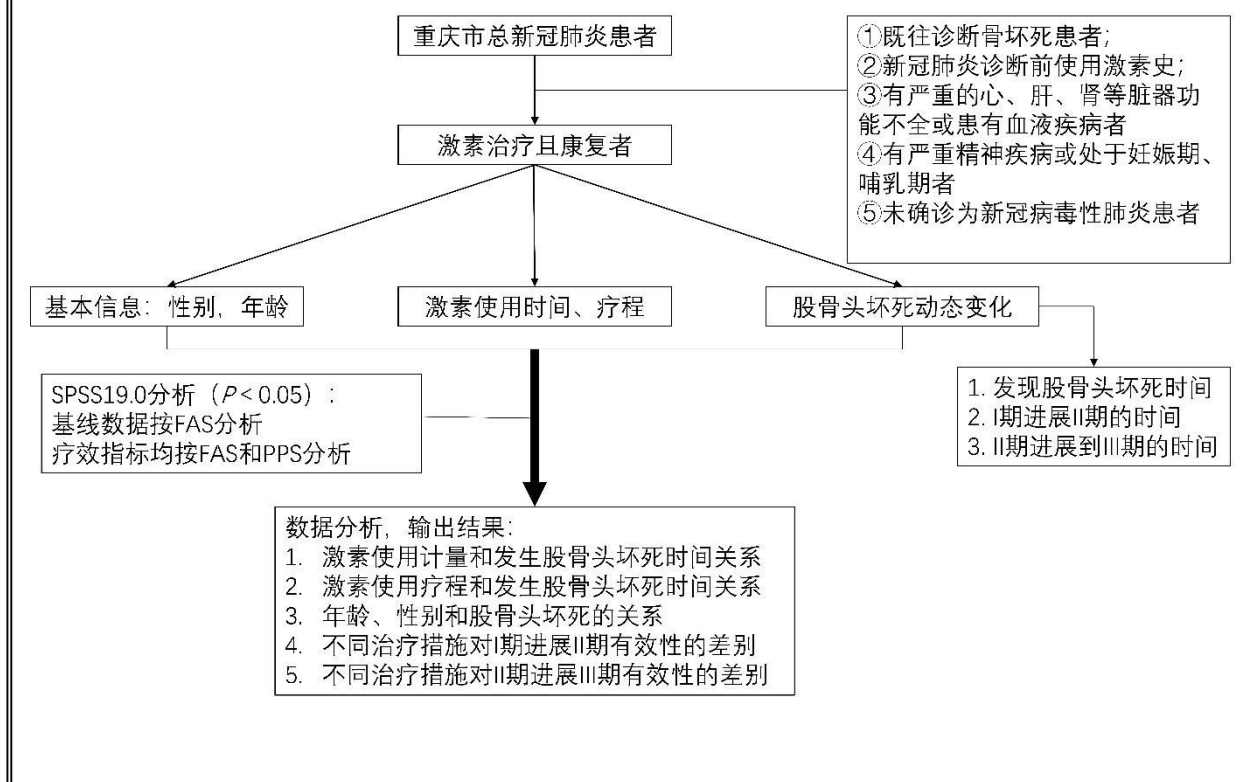 重庆市总新冠肺炎患者
①既往诊断骨坏死患者；
②新冠肺炎诊断前使用激素史；
③有严重的心、肝、肾等脏器功
能不全或患有血液疾病者
④有严重精神疾病或处于妊娠期、
哺乳期者
⑤未确诊为新冠病毒性肺炎患者
激素治疗且康复者
基本信息：性别，年龄
激素使用时间、疗程
股骨头坏死动态变化
SPSS19.0分析（P < 0.05）：
基线数据按FAS分析
疗效指标均按FAS和PPS分析
1. 发现股骨头坏死时间
2. I期进展II期的时间
3. II期进展到III期的时间
数据分析，输出结果：
1. 激素使用计量和发生股骨头坏死时间关系
2. 激素使用疗程和发生股骨头坏死时间关系
3. 年龄、性别和股骨头坏死的关系
4. 不同治疗措施对I期进展II期有效性的差别
5. 不同治疗措施对II期进展III期有效性的差别